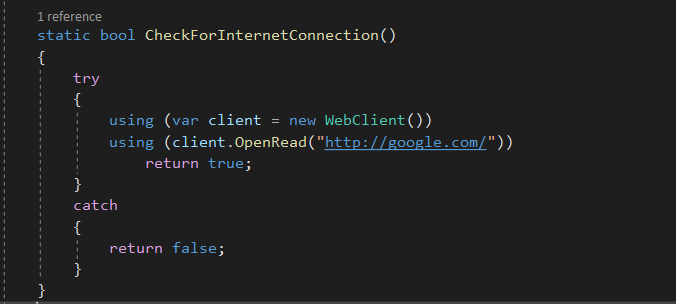 1 reference
static bool CheckForInternetConnection()
{
try
{
using (var client = new WebClient())
using (client.OpenRead("http://google.com/"))
return true;
}
catch
{
return false;
}
}